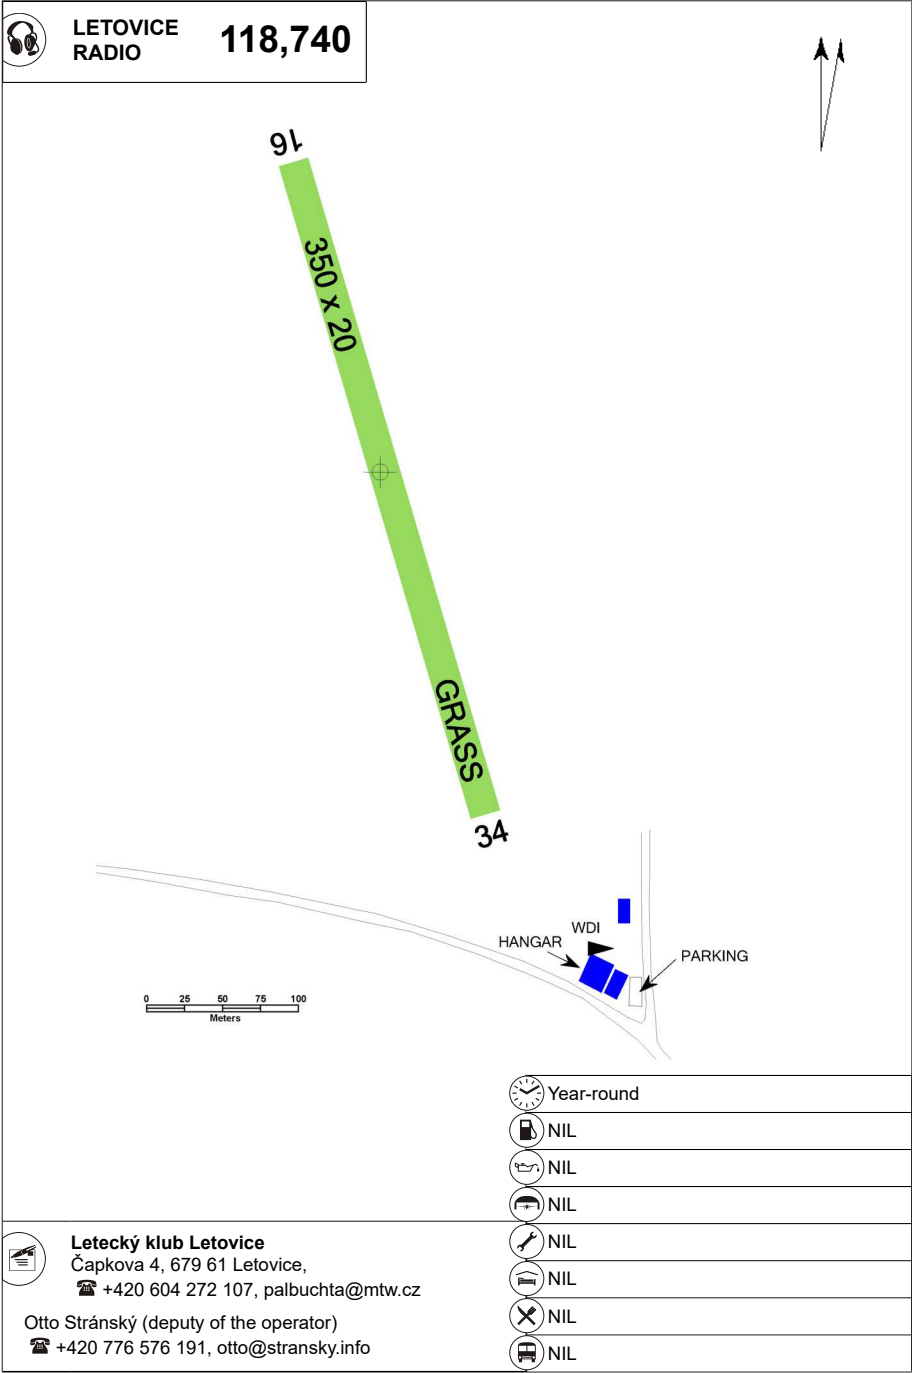 LETOVICE
RADIO
118,740
16
350 x 20
GRASS
34
WDI
HANGAR
PARKING
0 25 50 75 100
Meters
Year-round
NIL
NIL
NIL
NIL
NIL
NIL
NIL
Letecký klub Letovice
Čapkova 4, 679 61 Letovice,
☎ +420 604 272 107, palbuchta@mtw.cz
Otto Stránský (deputy of the operator)
☎ +420 776 576 191, otto@stransky.info